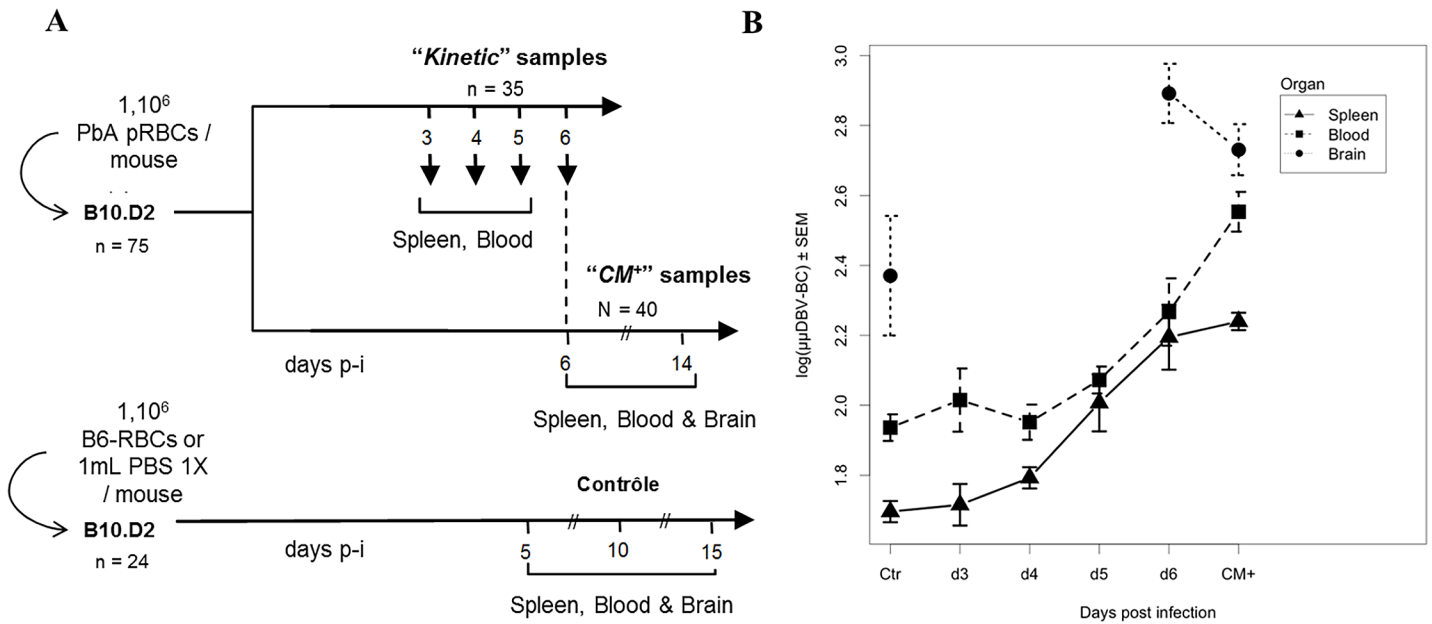 A
“Kinetic” samples
n = 35
1,10⁶
PbA pRBCs /
mouse
B10.D2
n = 75
3 4 5 6
Spleen, Blood
“CM⁺” samples
N = 40
days p-i
6 14
Spleen, Blood & Brain
1,10⁶
B6-RBCs or
1mL PBS 1X
/ mouse
B10.D2
n = 24
Contrôle
days p-i
5 10 15
Spleen, Blood & Brain
B
log(µµDBV-BC) ± SEM
3.0
2.8
2.6
2.4
2.2
2.0
1.8
Organ
Spleen
Blood
Brain
Ctr d3 d4 d5 d6 CM+
Days post infection